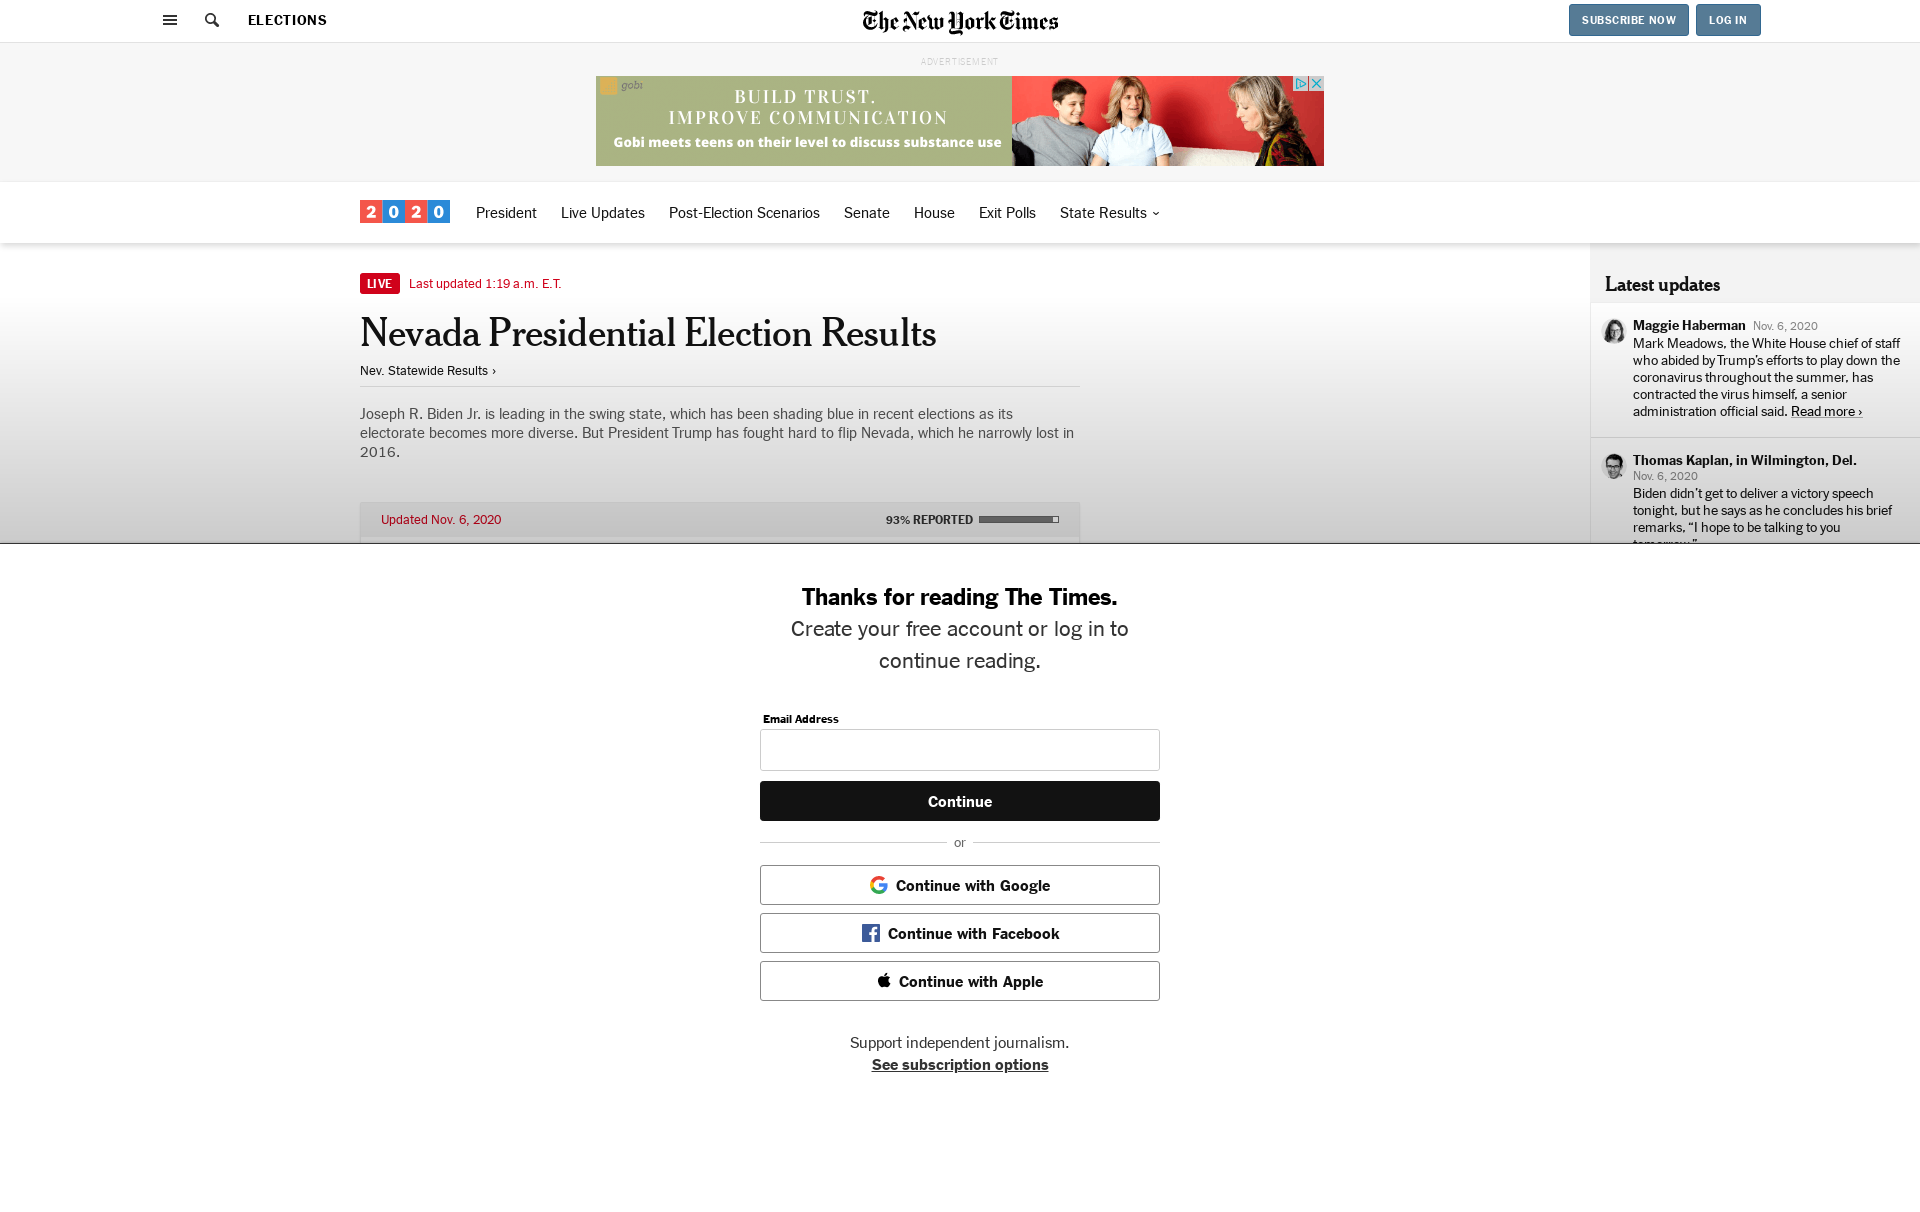 ELECTIONS
The New York Times
SUBSCRIBE NOW
LOG IN
ADVERTISEMENT
gobi
BUILD TRUST.
IMPROVE COMMUNICATION
Gobi meets teens on their level to discuss substance use
2020
President
Live Updates
Post-Election Scenarios
Senate
House
Exit Polls
State Results
LIVE
Last updated 1:19 a.m. E.T.
Nevada Presidential Election Results
Nev. Statewide Results ›
Joseph R. Biden Jr. is leading in the swing state, which has been shading blue in recent elections as its
electorate becomes more diverse. But President Trump has fought hard to flip Nevada, which he narrowly lost in
2016.
Updated Nov. 6, 2020
93% REPORTED
Latest updates
Maggie Haberman Nov. 6, 2020
Mark Meadows, the White House chief of staff
who abided by Trump’s efforts to play down the
coronavirus throughout the summer, has
contracted the virus himself, a senior
administration official said. Read more ›
Thomas Kaplan, in Wilmington, Del.
Nov. 6, 2020
Biden didn’t get to deliver a victory speech
tonight, but he says as he concludes his brief
remarks, “I hope to be talking to you
tomorrow.”
Thanks for reading The Times.
Create your free account or log in to
continue reading.
Email Address
Continue
or
Continue with Google
Continue with Facebook
Continue with Apple
Support independent journalism.
See subscription options